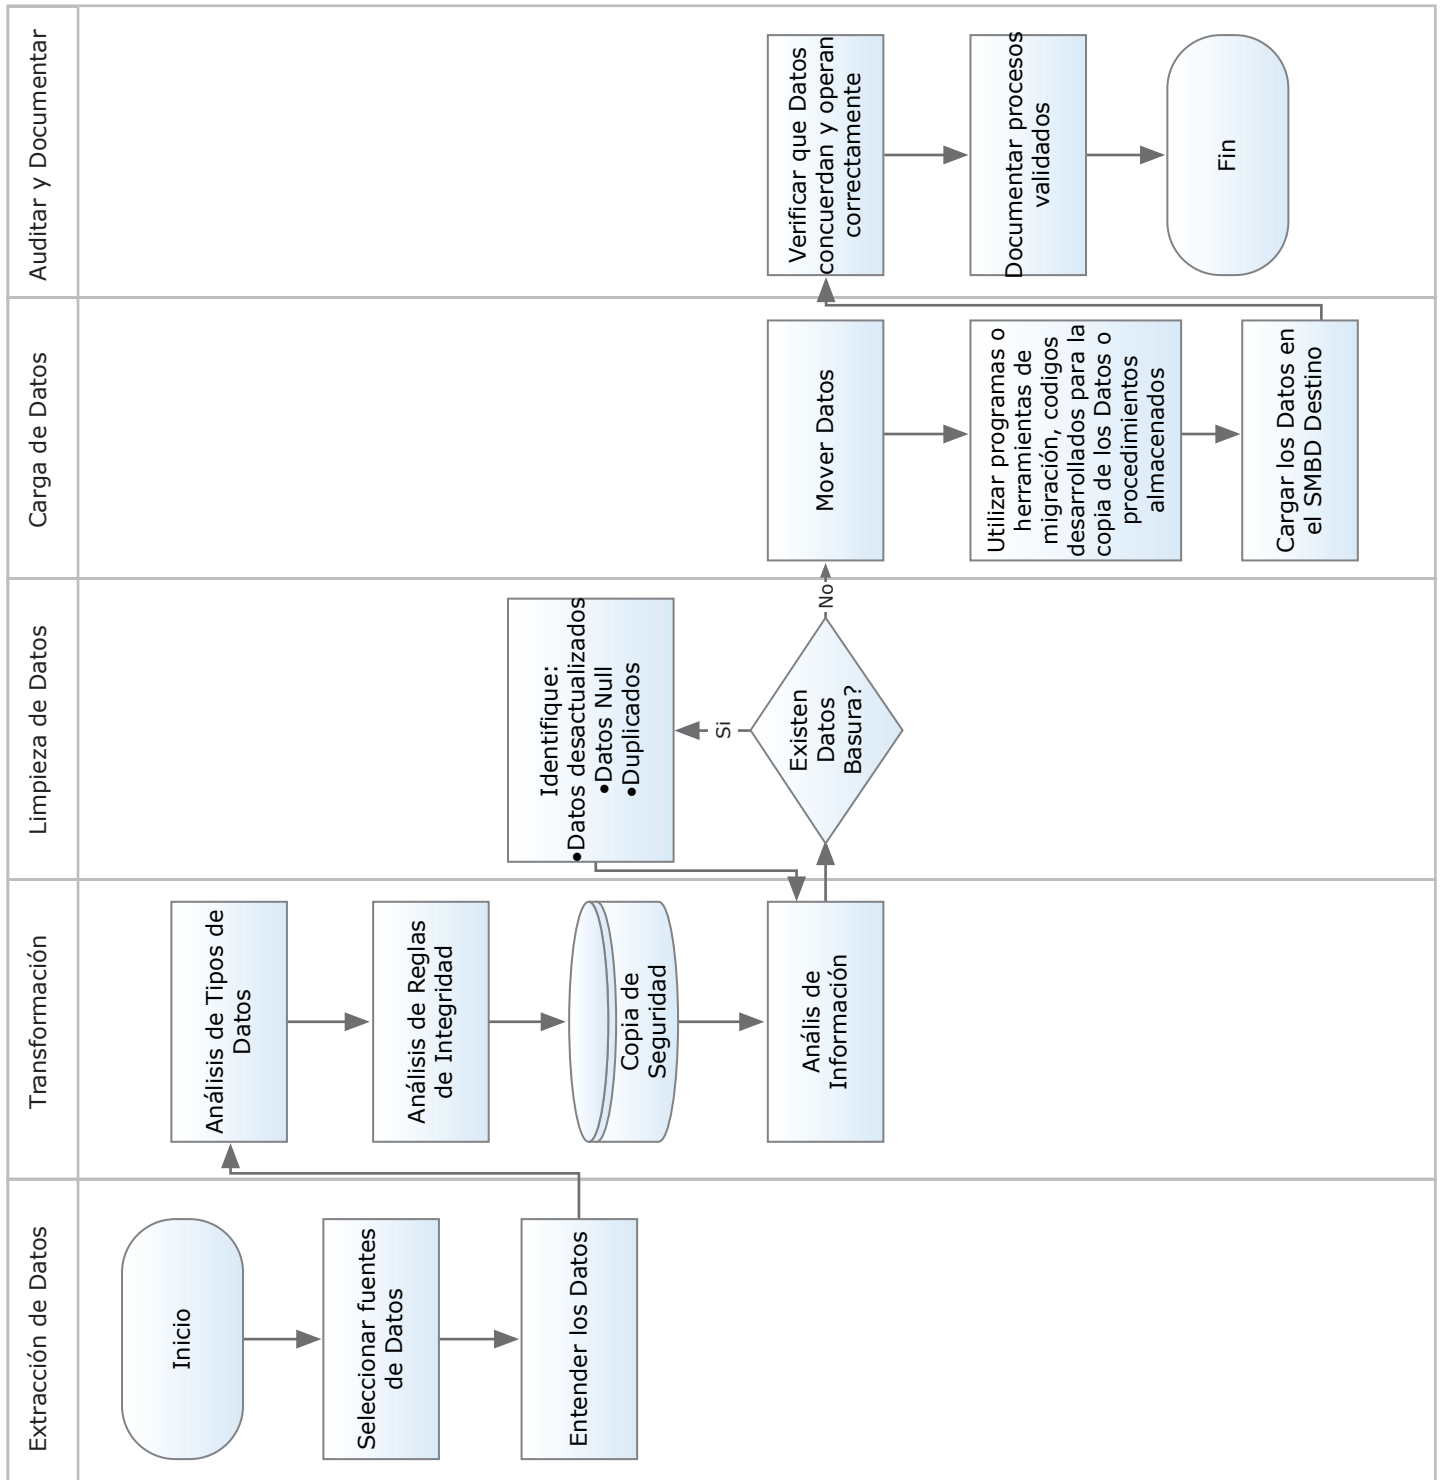 Extracción de Datos
Transformación
Limpieza de Datos
Carga de Datos
Auditar y Documentar
Inicio
Seleccionar fuentes
de Datos
Entender los Datos
Análisis de Tipos de
Datos
Análisis de Reglas
de Integridad
Copia de
Seguridad
Anális de
Información
Identifique:
•Datos desactualizados
•Datos Null
•Duplicados
Si
Existen
Datos
Basura?
No
Mover Datos
Utilizar programas o
herramientas de
migración, codigos
desarrollados para la
copia de los Datos o
procedimientos
almacenados
Cargar los Datos en
el SMBD Destino
Verificar que Datos
concuerdan y operan
correctamente
Documentar procesos
validados
Fin